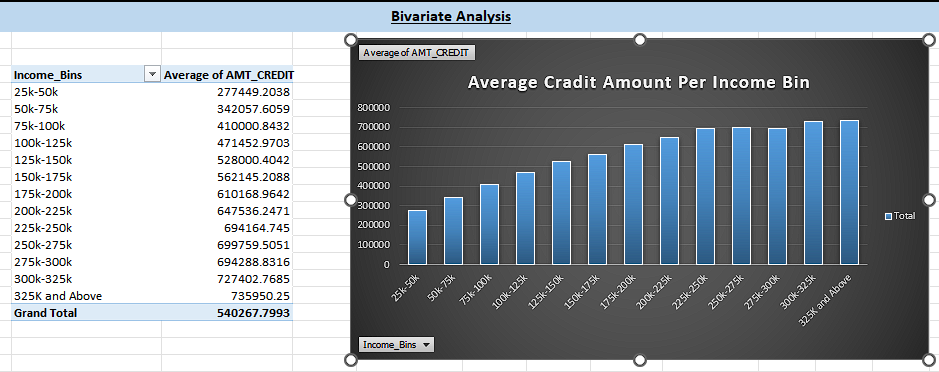 Bivariate Analysis
Income_Bins Average of AMT_CREDIT
25k-50k 277449.2038
50k-75k 342057.6059
75k-100k 410000.8432
100k-125k 471452.9703
125k-150k 528000.4042
150k-175k 562145.2088
175k-200k 610168.9642
200k-225k 647536.2471
225k-250k 694164.745
250k-275k 699759.5051
275k-300k 694288.8316
300k-325k 727402.7685
325K and Above 735950.25
Grand Total 540267.7993
Average of AMT_CREDIT
Average Cradit Amount Per Income Bin
800000
700000
600000
500000
400000
300000
200000
100000
0
25k-50k 50k-75k 75k-100k 100k-125k 125k-150k 150k-175k 175k-200k 200k-225k 225k-250k 250k-275k 275k-300k 300k-325k 325K and Above
Total
Income_Bins